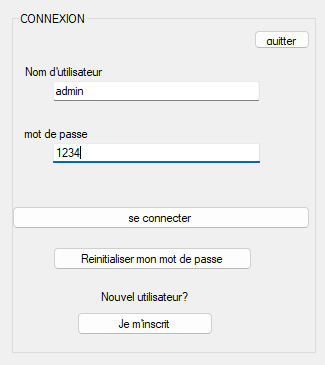 CONNEXION
quitter
Nom d'utilisateur
admin
mot de passe
1234
se connecter
Reinitialiser mon mot de passe
Nouvel utilisateur?
Je m'inscrit